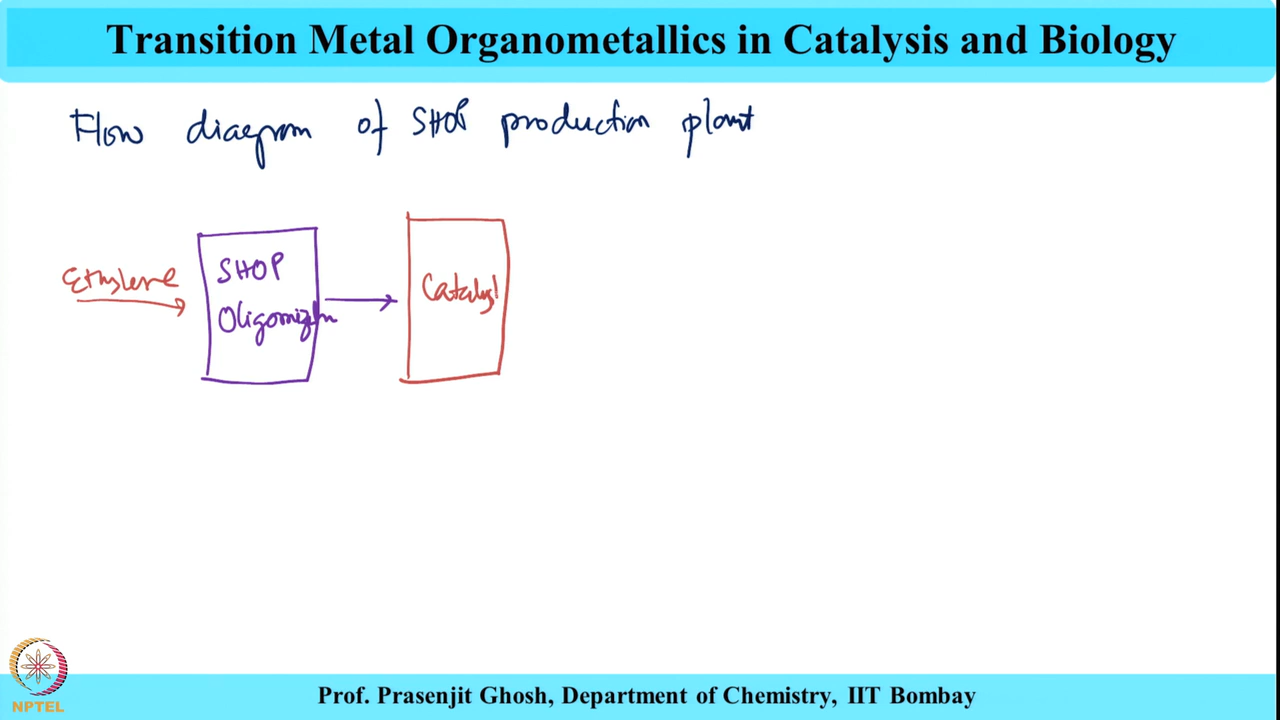 Transition Metal Organometallics in Catalysis and Biology
Flow diagram of SHOP production plant
Ethylene
SHOP
Oligomiztn
Catalyst
NPTEL
Prof. Prasenjit Ghosh, Department of Chemistry, IIT Bombay